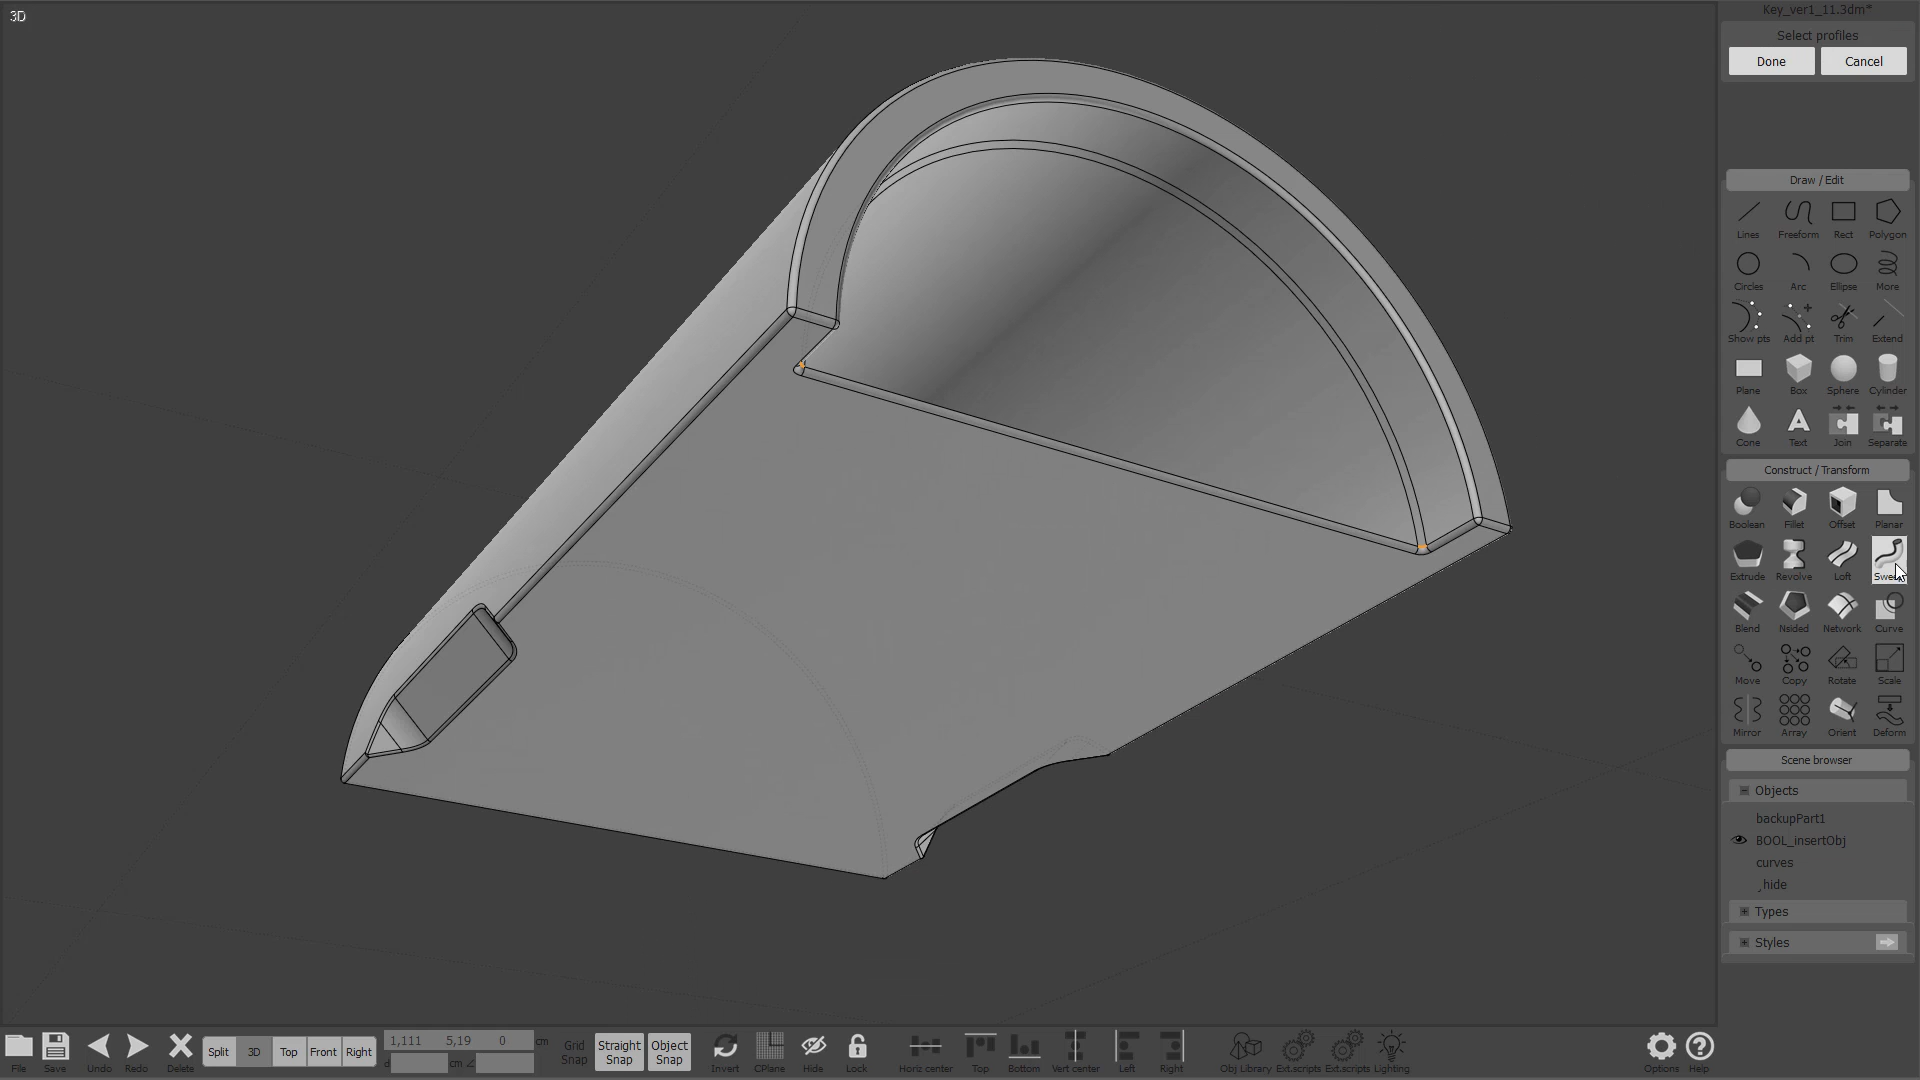 3D
Key_ver1_11.3dm*
Select profiles
Done Cancel
Draw / Edit
Lines Freeform Rect Polygon
Circles Arc Ellipse More
Show pts Add pt Trim Extend
Plane Box Sphere Cylinder
Cone Text Join Separate
Construct / Transform
Boolean Fillet Offset Planar
Extrude Revolve Loft
Blend Nsided Network Curve
Move Copy Rotate Scale
Mirror Array Orient Deform
Scene browser
Objects
backupPart1
BOOL_insertObj
curves
_hide
Types
Styles
File Save Undo Redo Delete
Split 3D Top Front Right
1,111 5,19 0 cm
d cm ∠
Grid Snap
Straight Snap
Object Snap
Invert CPlane Hide Lock
Horiz center Top Bottom Vert center Left Right
Obj Library Ext.scripts Ext.scripts Lighting
Options Help